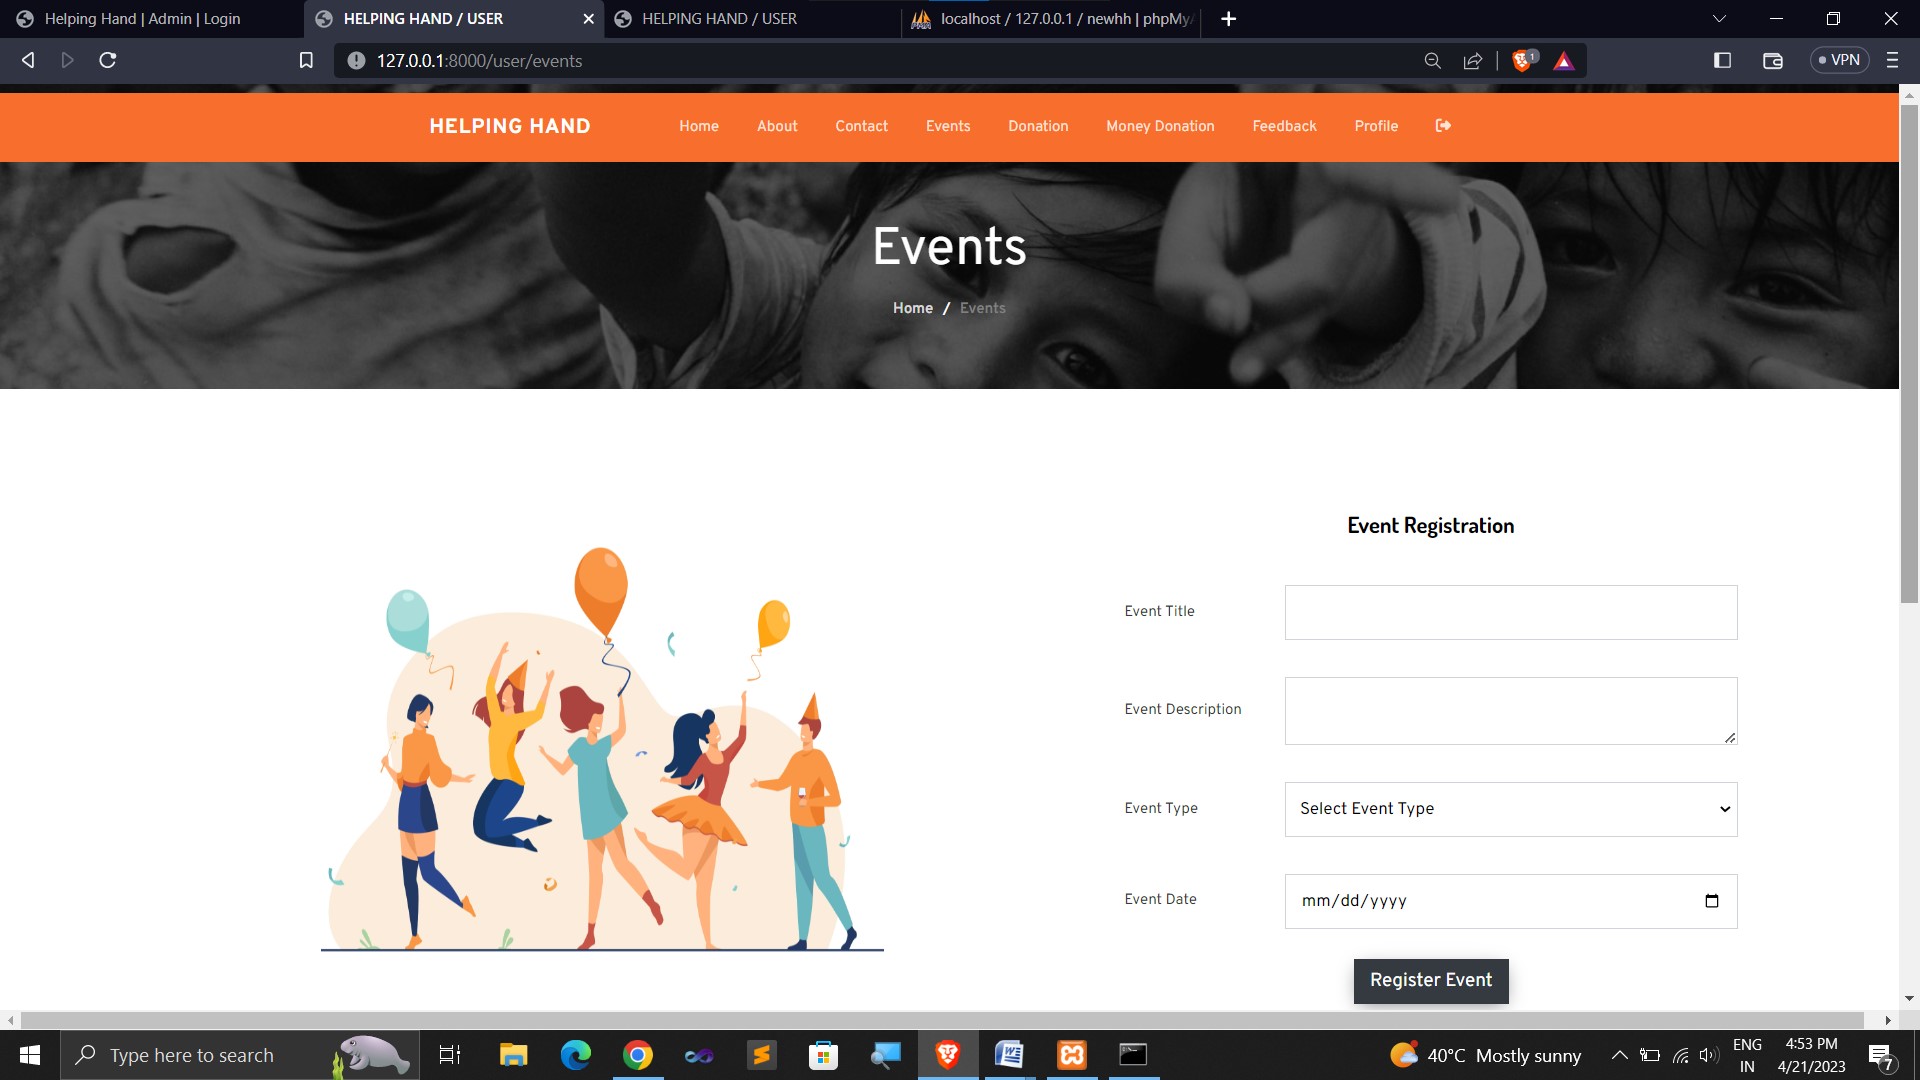 Helping Hand | Admin | Login
HELPING HAND / USER
HELPING HAND / USER
localhost / 127.0.0.1 / newhh | phpMyA
127.0.0.1:8000/user/events
1
VPN
HELPING HAND
Home
About
Contact
Events
Donation
Money Donation
Feedback
Profile
Events
Home / Events
Event Registration
Event Title
Event Description
Event Type
Select Event Type
Event Date
mm/dd/yyyy
Register Event
Type here to search
40°C Mostly sunny
ENG
IN
4:53 PM
4/21/2023
7